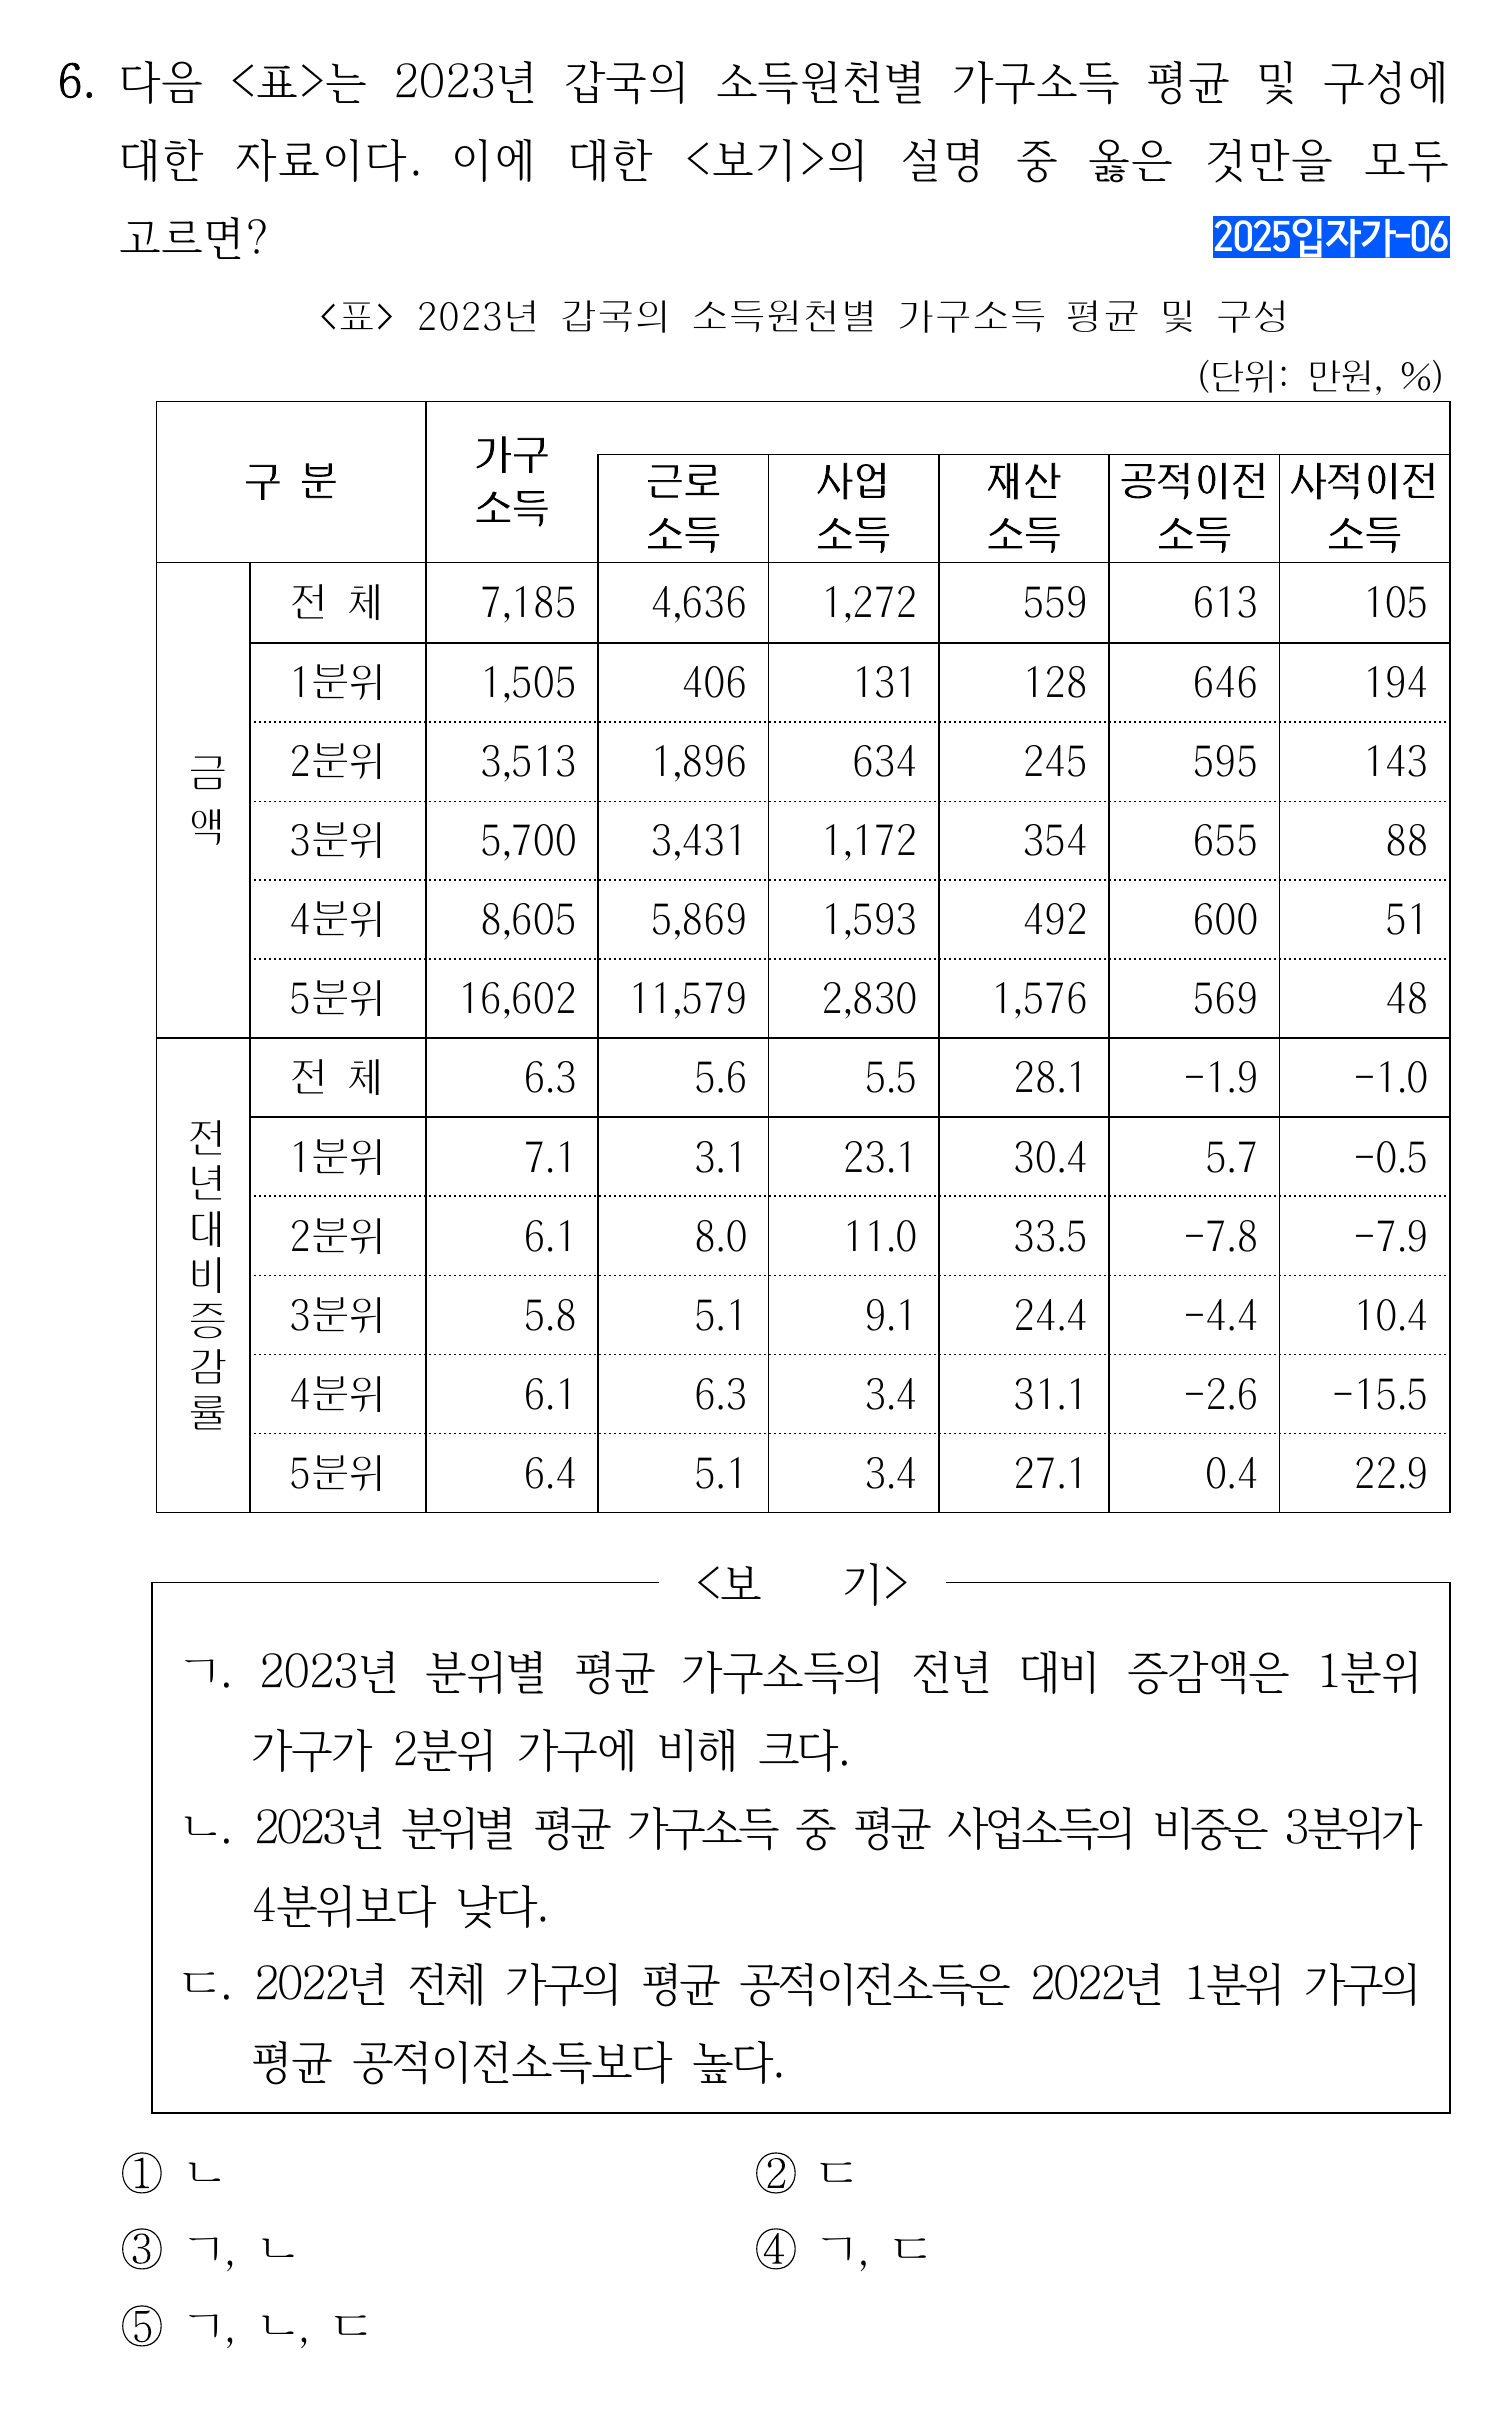 6. 다음 <표>는 2023년 갑국의 소득원천별 가구소득 평균 및 구성에
대한 자료이다. 이에 대한 <보기>의 설명 중 옳은 것만을 모두
고르면? 2025입자가-06
<표> 2023년 갑국의 소득원천별 가구소득 평균 및 구성
(단위: 만원, %)
구 분 가구 소득 근로 소득 사업 소득 재산 소득 공적이전 소득 사적이전 소득
금액
전 체 7,185 4,636 1,272 559 613 105
1분위 1,505 406 131 128 646 194
2분위 3,513 1,896 634 245 595 143
3분위 5,700 3,431 1,172 354 655 88
4분위 8,605 5,869 1,593 492 600 51
5분위 16,602 11,579 2,830 1,576 569 48
전년대비증감률
전 체 6.3 5.6 5.5 28.1 -1.9 -1.0
1분위 7.1 3.1 23.1 30.4 5.7 -0.5
2분위 6.1 8.0 11.0 33.5 -7.8 -7.9
3분위 5.8 5.1 9.1 24.4 -4.4 10.4
4분위 6.1 6.3 3.4 31.1 -2.6 -15.5
5분위 6.4 5.1 3.4 27.1 0.4 22.9
<보 기>
ㄱ. 2023년 분위별 평균 가구소득의 전년 대비 증감액은 1분위
가구가 2분위 가구에 비해 크다.
ㄴ. 2023년 분위별 평균 가구소득 중 평균 사업소득의 비중은 3분위가
4분위보다 낮다.
ㄷ. 2022년 전체 가구의 평균 공적이전소득은 2022년 1분위 가구의
평균 공적이전소득보다 높다.
① ㄴ ② ㄷ
③ ㄱ, ㄴ ④ ㄱ, ㄷ
⑤ ㄱ, ㄴ, ㄷ